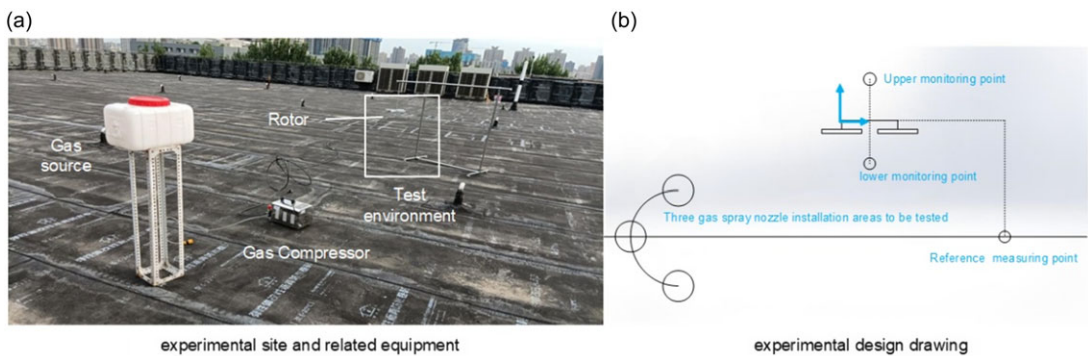 (a)
Rotor
Gas
source
Test
environment
Gas Compressor
experimental site and related equipment
(b)
Upper monitoring point
lower monitoring point
Three gas spray nozzle installation areas to be tested
Reference measuring point
experimental design drawing